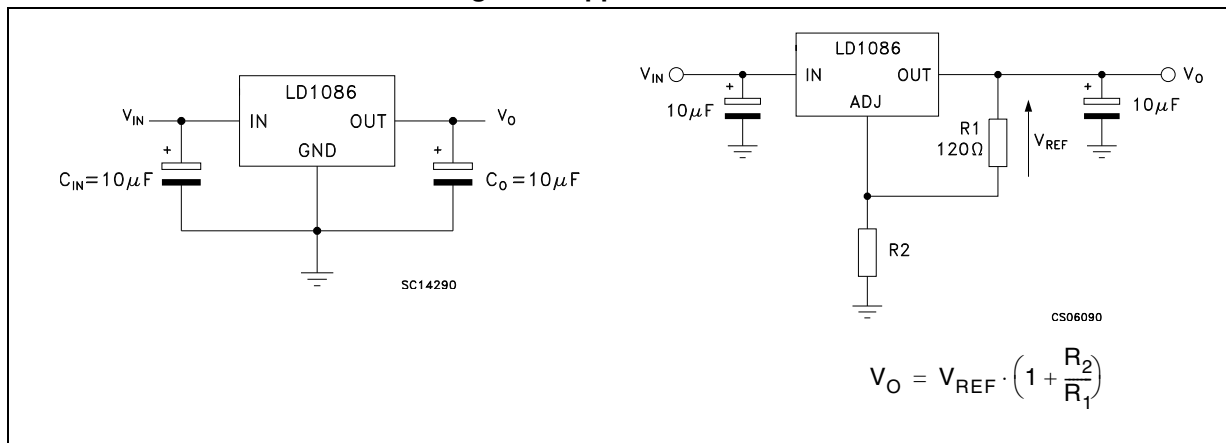 LD1086
V_IN
IN
OUT
V_O
GND
+
+
C_IN=10μF
C_O=10μF
SC14290
LD1086
V_IN
IN
OUT
V_O
ADJ
+
+
10μF
R1
120Ω
V_REF
10μF
R2
CS06090
V_O = V_REF · (1 + R_2/R_1)